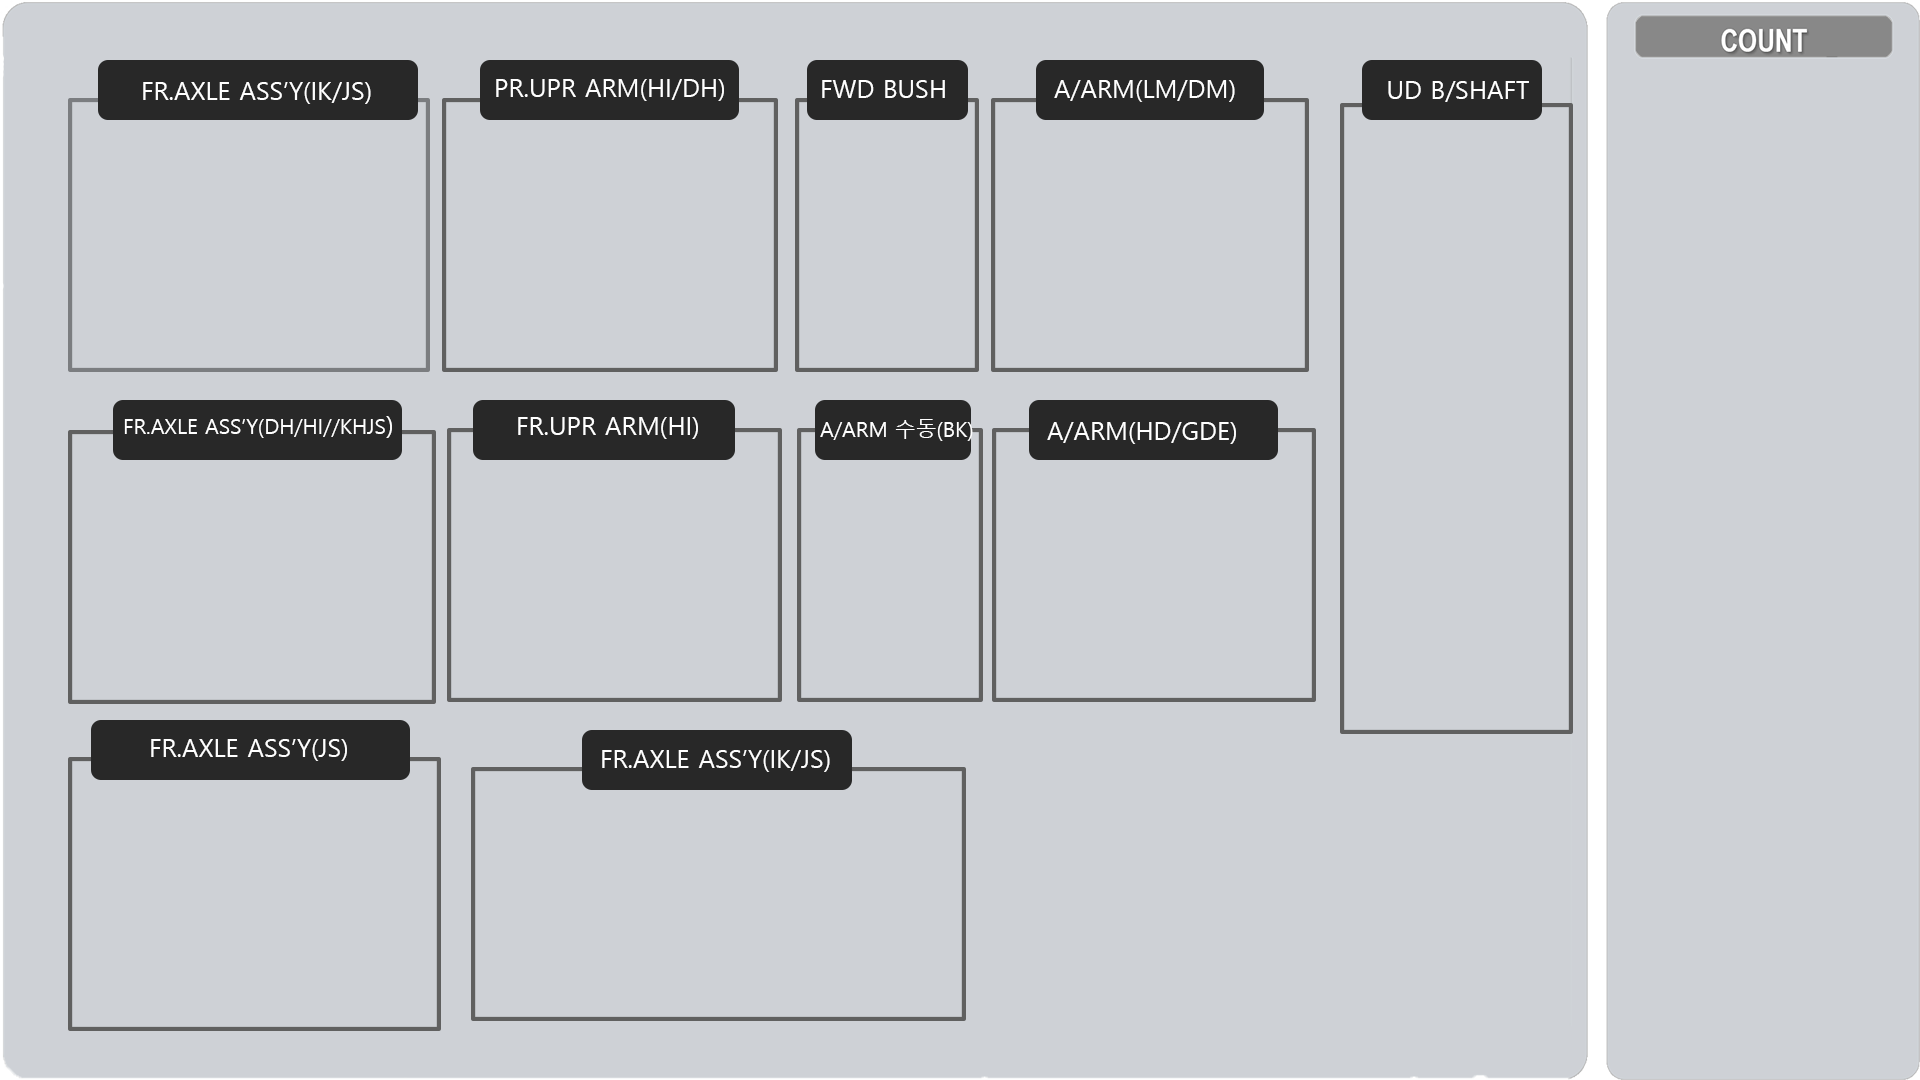 COUNT
FR.AXLE ASS'Y(IK/JS)
PR.UPR ARM(HI/DH)
FWD BUSH
A/ARM(LM/DM)
UD B/SHAFT
FR.AXLE ASS'Y(DH/HI//KHJS)
FR.UPR ARM(HI)
A/ARM 수동(BK)
A/ARM(HD/GDE)
FR.AXLE ASS'Y(JS)
FR.AXLE ASS'Y(IK/JS)